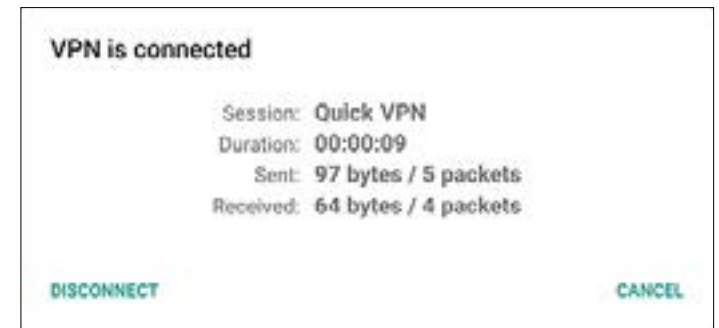 VPN is connected
Session: Quick VPN
Duration: 00:00:09
Sent: 97 bytes / 5 packets
Received: 64 bytes / 4 packets
DISCONNECT CANCEL